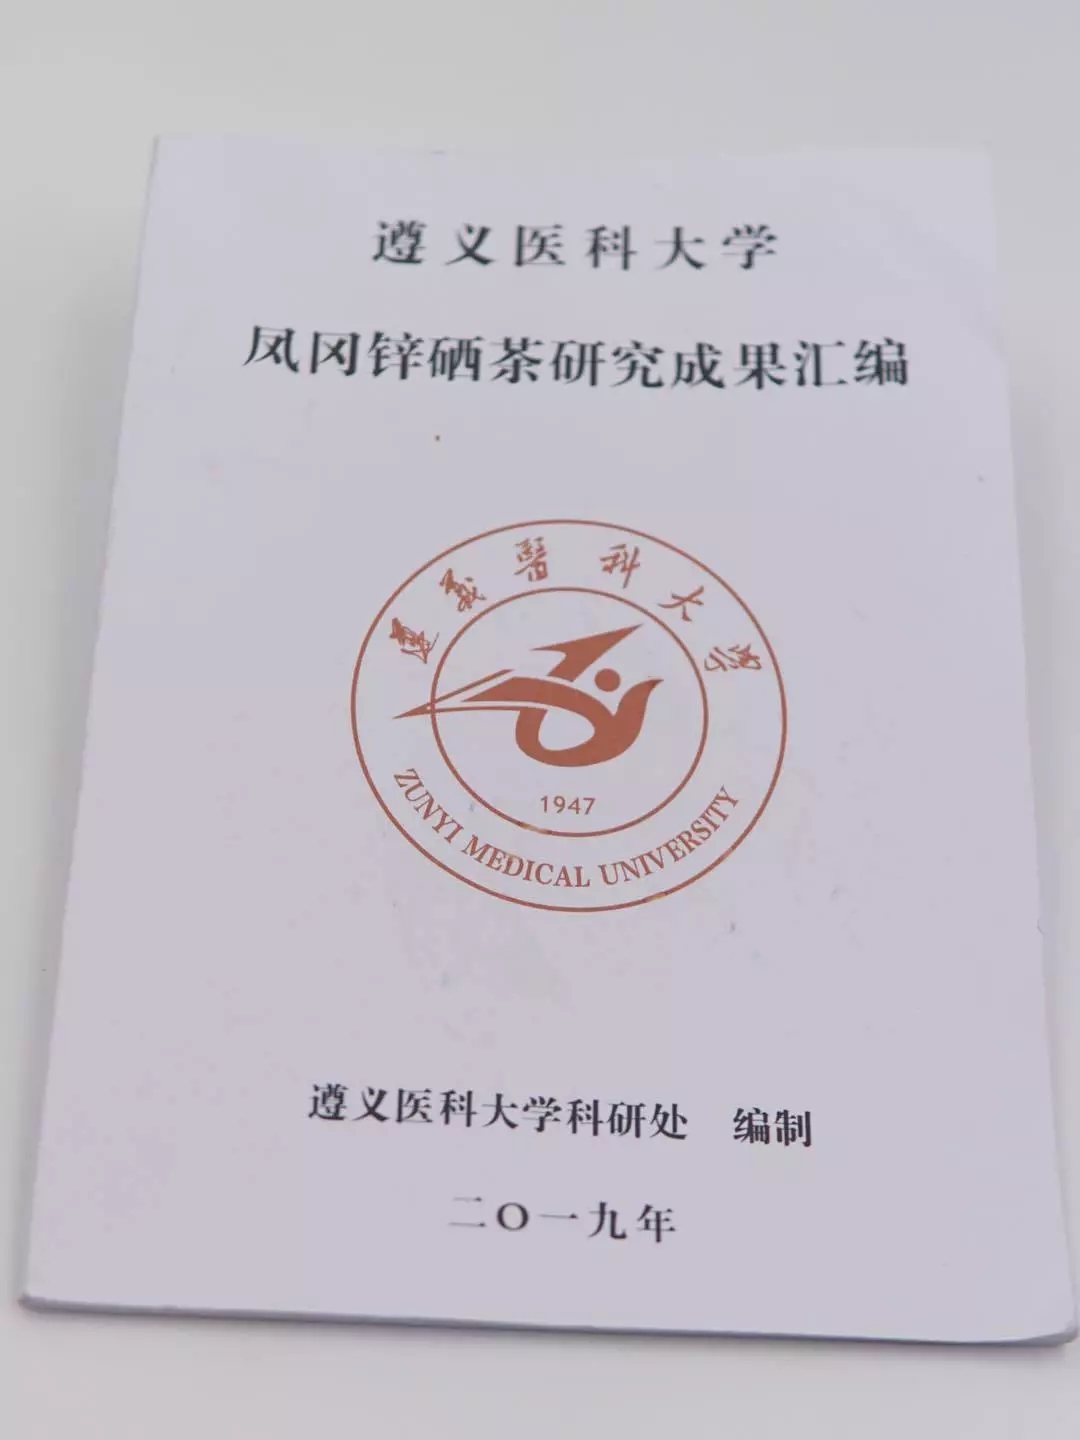 遵义医科大学
凤冈锌硒茶研究成果汇编
遵義醫科大学
1947
ZUNYI MEDICAL UNIVERSITY
遵义医科大学科研处 编制
二〇一九年